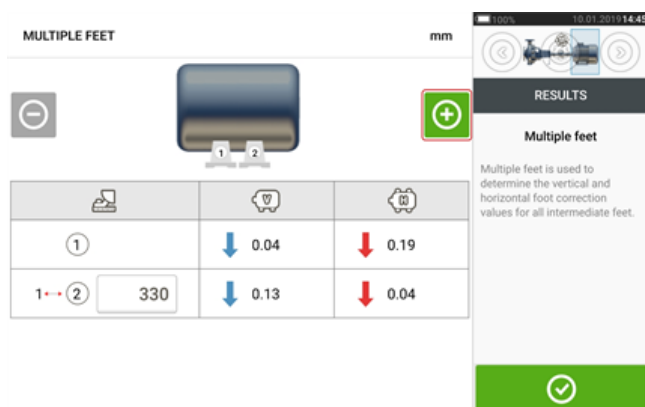 MULTIPLE FEET
mm
1 2
V H
1
0.04 0.19
1↔2 330 0.13 0.04
100% 10.01.2019 14:45
RESULTS
Multiple feet
Multiple feet is used to
determine the vertical and
horizontal foot correction
values for all intermediate feet.